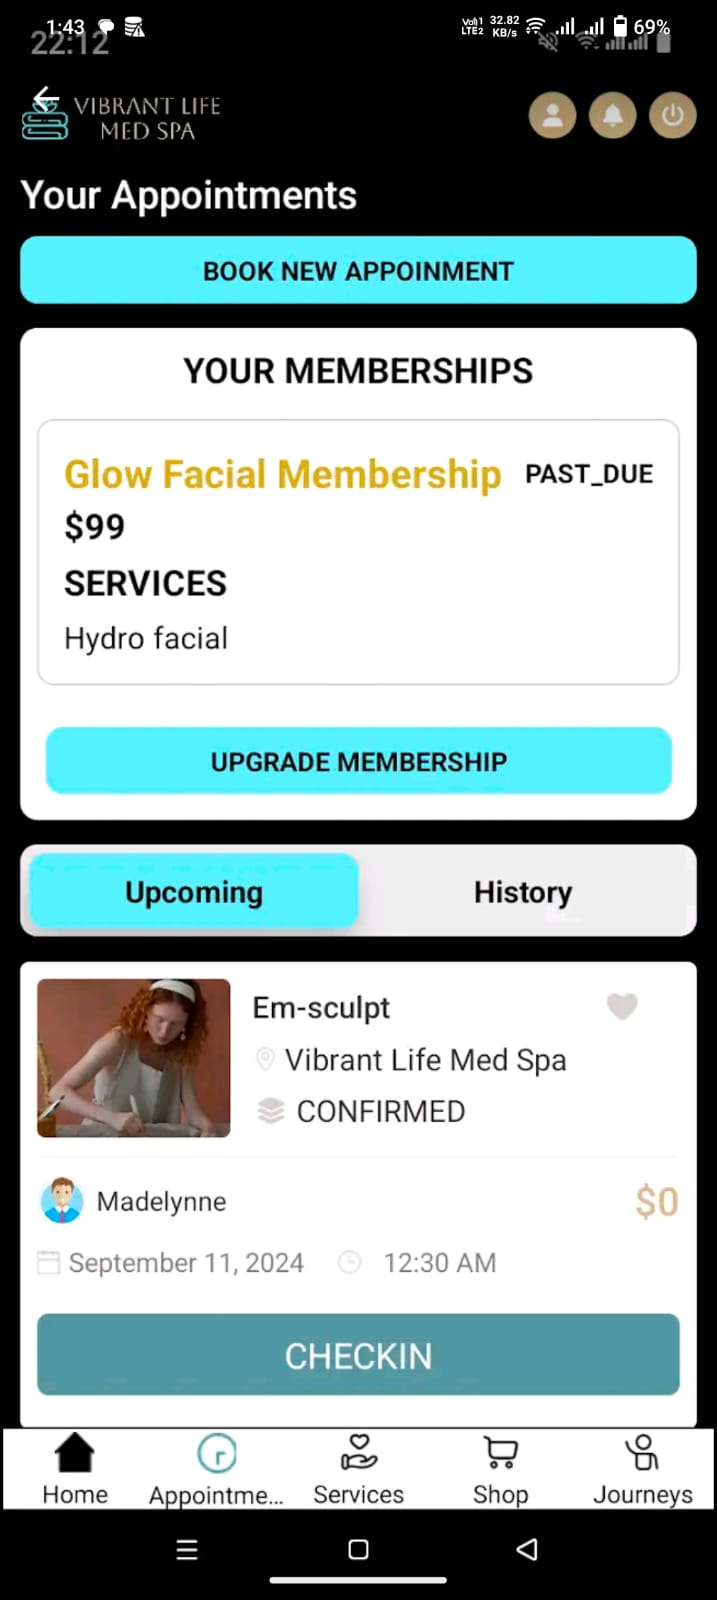 1:43
VoO)1 LTE2 32.82 KB/s 69%
22:12
VIBRANT LIFE
MED SPA
Your Appointments
BOOK NEW APPOINMENT
YOUR MEMBERSHIPS
Glow Facial Membership PAST_DUE
$99
SERVICES
Hydro facial
UPGRADE MEMBERSHIP
Upcoming History
Em-sculpt
Vibrant Life Med Spa
CONFIRMED
Madelynne $0
September 11, 2024 12:30 AM
CHECKIN
Home Appointme... Services Shop Journeys